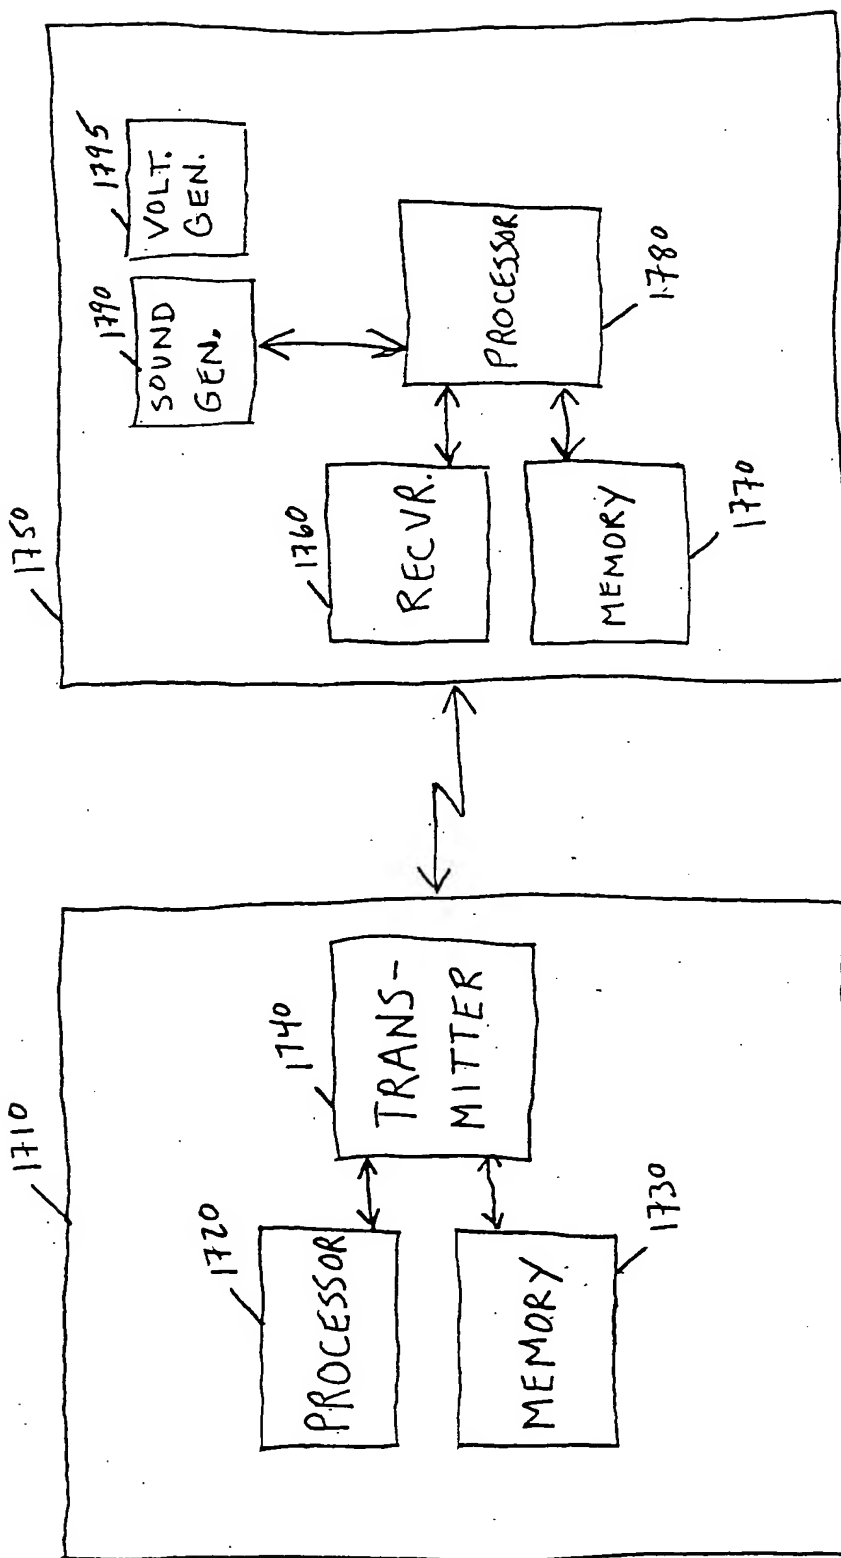 1710
1720
PROCESSOR
MEMORY
1730
1740
TRANS-
MITTER
1750
1760
RECVR.
MEMORY
1770
1790
SOUND
GEN.
1795
VOLT.
GEN.
PROCESSOR
1780